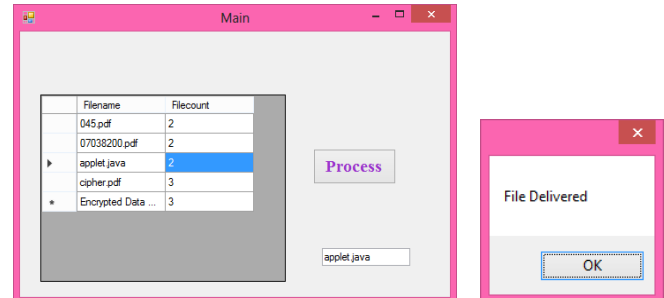 Main
Filename Filecount
045.pdf 2
07038200.pdf 2
applet.java 2
cipher.pdf 3
Encrypted Data ... 3
Process
applet.java
File Delivered
OK